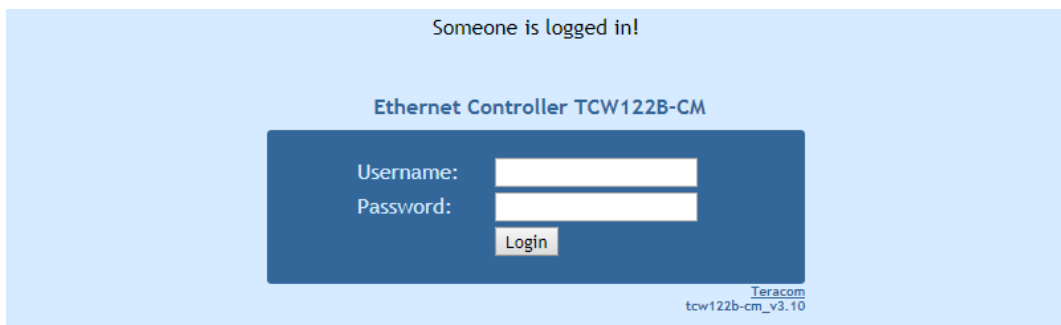 Someone is logged in!
Ethernet Controller TCW122B-CM
Username:
Password:
Login
Teracom
tcw122b-cm_v3.10